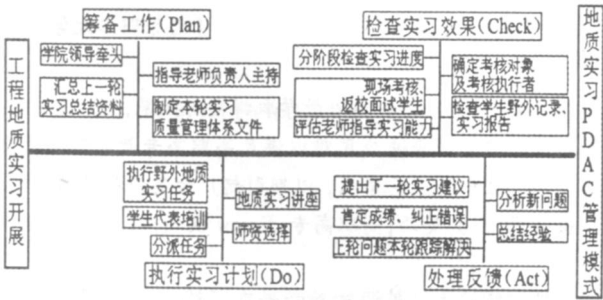 筹备工作(Plan)
检查实习效果(Check)
工程地质实习开展
学院领导牵头
汇总上一轮
实习总结资料
指导老师负责人主持
制定本轮实习
质量管理体系文件
分阶段检查实习进度
现场考核、
返校面试学生
评估老师指导实习能力
确定考核对象
及考核执行者
检查学生野外记录、
实习报告
地质实习PDAC管理模式
执行野外地质
实习任务
学生代表培训
分派任务
地质实习讲座
师资选择
提出下一轮实习建议
肯定成绩、纠正错误
上轮问题本轮跟踪解决
分析新问题
总结经验
执行实习计划(Do)
处理反馈(Act)